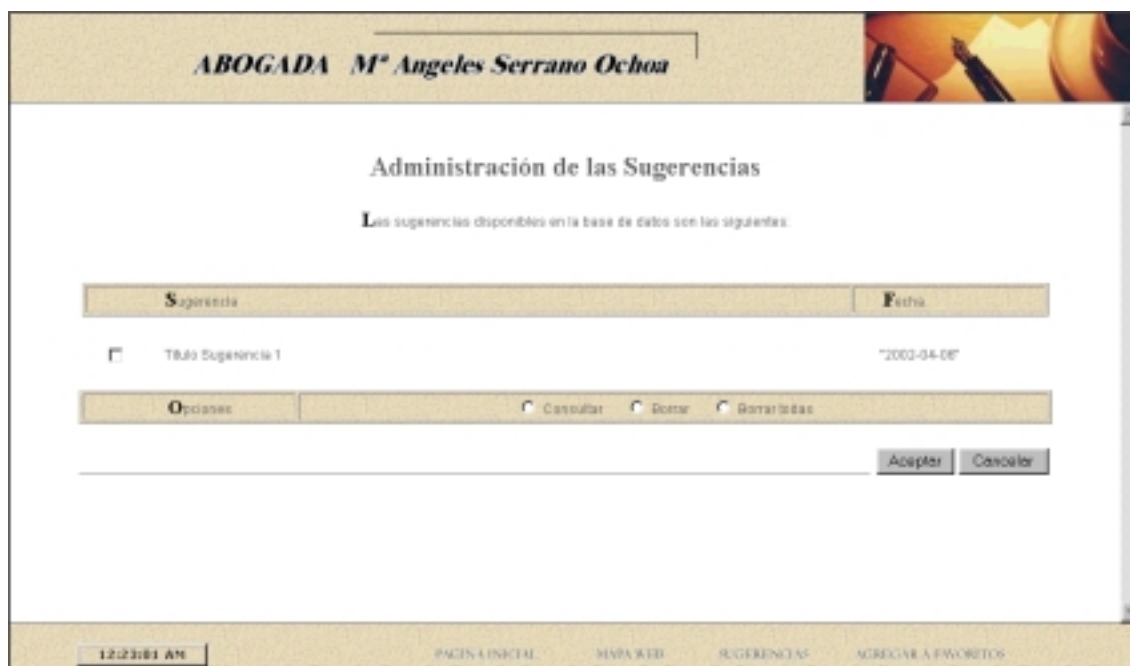 ABOGADA Mª Angeles Serrano Ochoa
Administración de las Sugerencias
Las sugerencias disponibles en la base de datos son las siguientes:
Sugerencia Fecha
Título Sugerencia 1 "2002-04-06"
Opciones Consultar Borrar Borrar todas
Aceptar Cancelar
12:23:01 AM PAGINA INICIAL MAPA WEB SUGERENCIAS AGREGAR A FAVORITOS